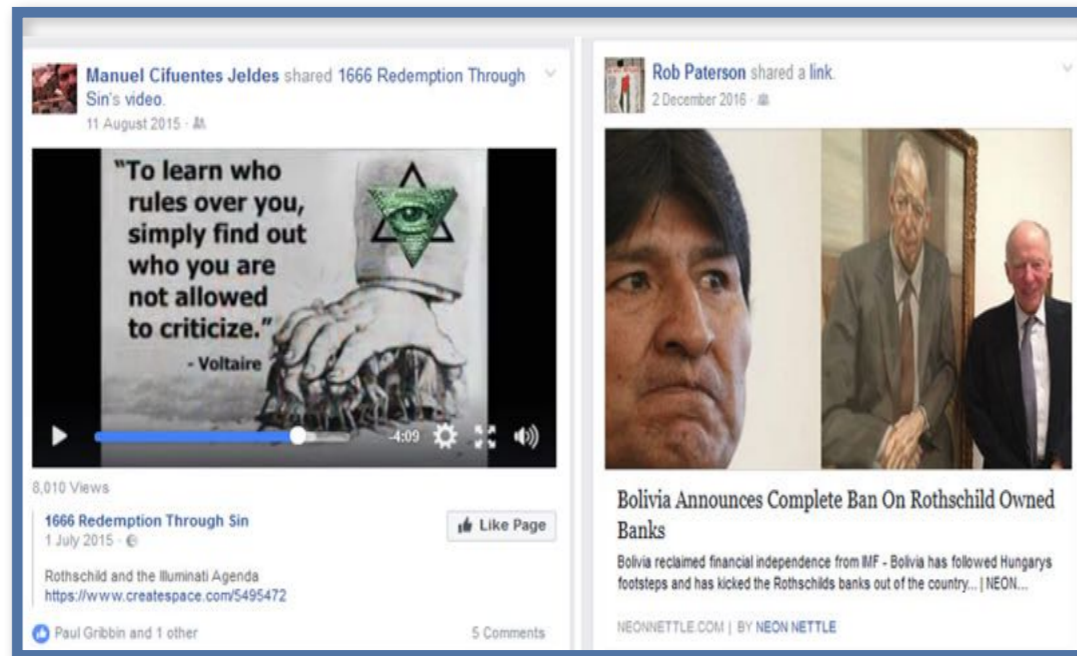 Manuel Cifuentes Jeldes shared 1666 Redemption Through
Sin's video.
11 August 2015
"To learn who
rules over you,
simply find out
who you are
not allowed
to criticize."
- Voltaire
-4:09
8,010 Views
1666 Redemption Through Sin
1 July 2015
Like Page
Rothschild and the Illuminati Agenda
https://www.createspace.com/5495472
Paul Gribbin and 1 other
5 Comments
Rob Paterson shared a link.
2 December 2016
Bolivia Announces Complete Ban On Rothschild Owned
Banks
Bolivia reclaimed financial independence from IMF - Bolivia has followed Hungarys
footsteps and has kicked the Rothschilds banks out of the country... | NEON...
NEONNETTLE.COM | BY NEON NETTLE